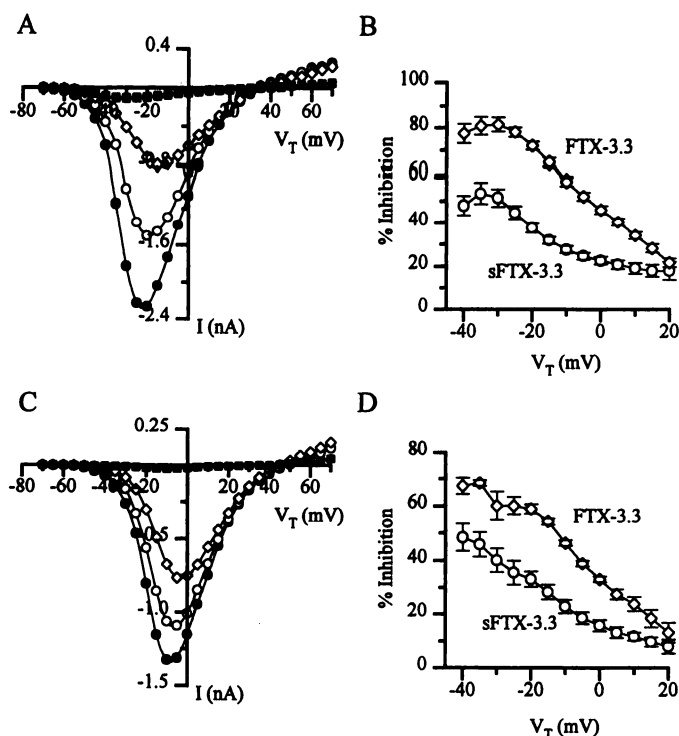 A
0.4
-80 -60 -40 -20 20 40 60
V_T (mV)
-1.6
-2.4
I (nA)
B
100
80
60
40
20
0
% Inhibition
FTX-3.3
sFTX-3.3
-40 -20 0 20
V_T (mV)
C
0.25
-80 -60 -40 -20 20 40 60
V_T (mV)
-1.0
-1.5
I (nA)
D
80
60
40
20
0
% Inhibition
FTX-3.3
sFTX-3.3
-40 -20 0 20
V_T (mV)